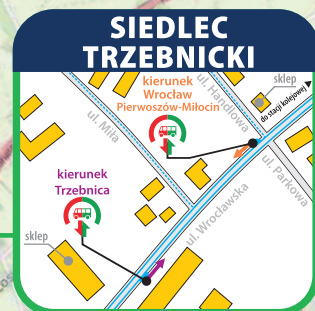 SIEDLEC
TRZEBNICKI
kierunek
Wrocław
Pierwoszów-Miłocin
ul. Handlowa
sklep
do stacji kolejowej
ul. Miła
ul. Parkowa
kierunek
Trzebnica
ul. Wrocławska
sklep